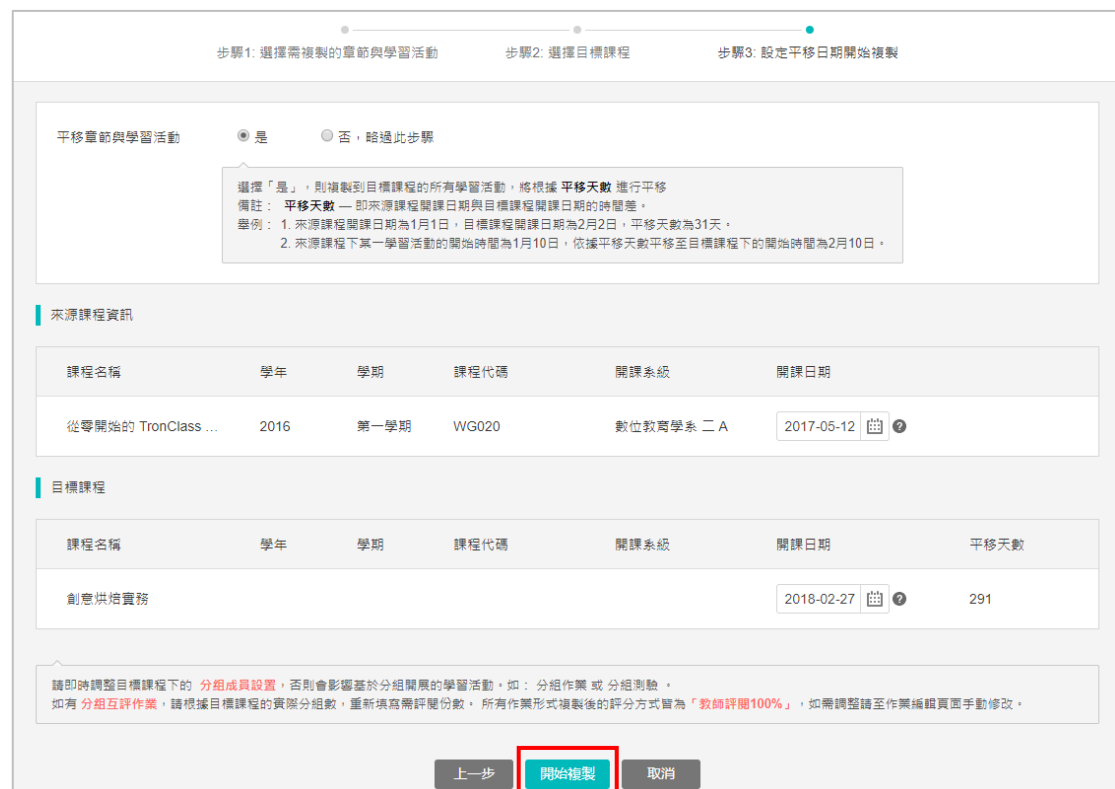 步驟1: 選擇需複製的章節與學習活動 步驟2: 選擇目標課程 步驟3: 設定平移日期開始複製
平移章節與學習活動 是 否，略過此步驟
選擇「是」，則複製到目標課程的所有學習活動，將根據 平移天數 進行平移
備註： 平移天數 — 即來源課程開課日期與目標課程開課日期的時間差。
舉例： 1. 來源課程開課日期為1月1日，目標課程開課日期為2月2日，平移天數為31天。
2. 來源課程下某一學習活動的開始時間為1月10日，依據平移天數平移至目標課程下的開始時間為2月10日。
來源課程資訊
課程名稱 學年 學期 課程代碼 開課系級 開課日期
從零開始的 TronClass ... 2016 第一學期 WG020 數位教育學系 二 A 2017-05-12
目標課程
課程名稱 學年 學期 課程代碼 開課系級 開課日期 平移天數
創意烘焙實務 2018-02-27 291
請即時調整目標課程下的 分組成員設置，否則會影響基於分組開展的學習活動。如： 分組作業 或 分組測驗 。
如有 分組互評作業，請根據目標課程的實際分組數，重新填寫需評閱份數。 所有作業形式複製後的評分方式皆為「教師評閱100%」，如需調整請至作業編輯頁面手動修改。
上一步 開始複製 取消